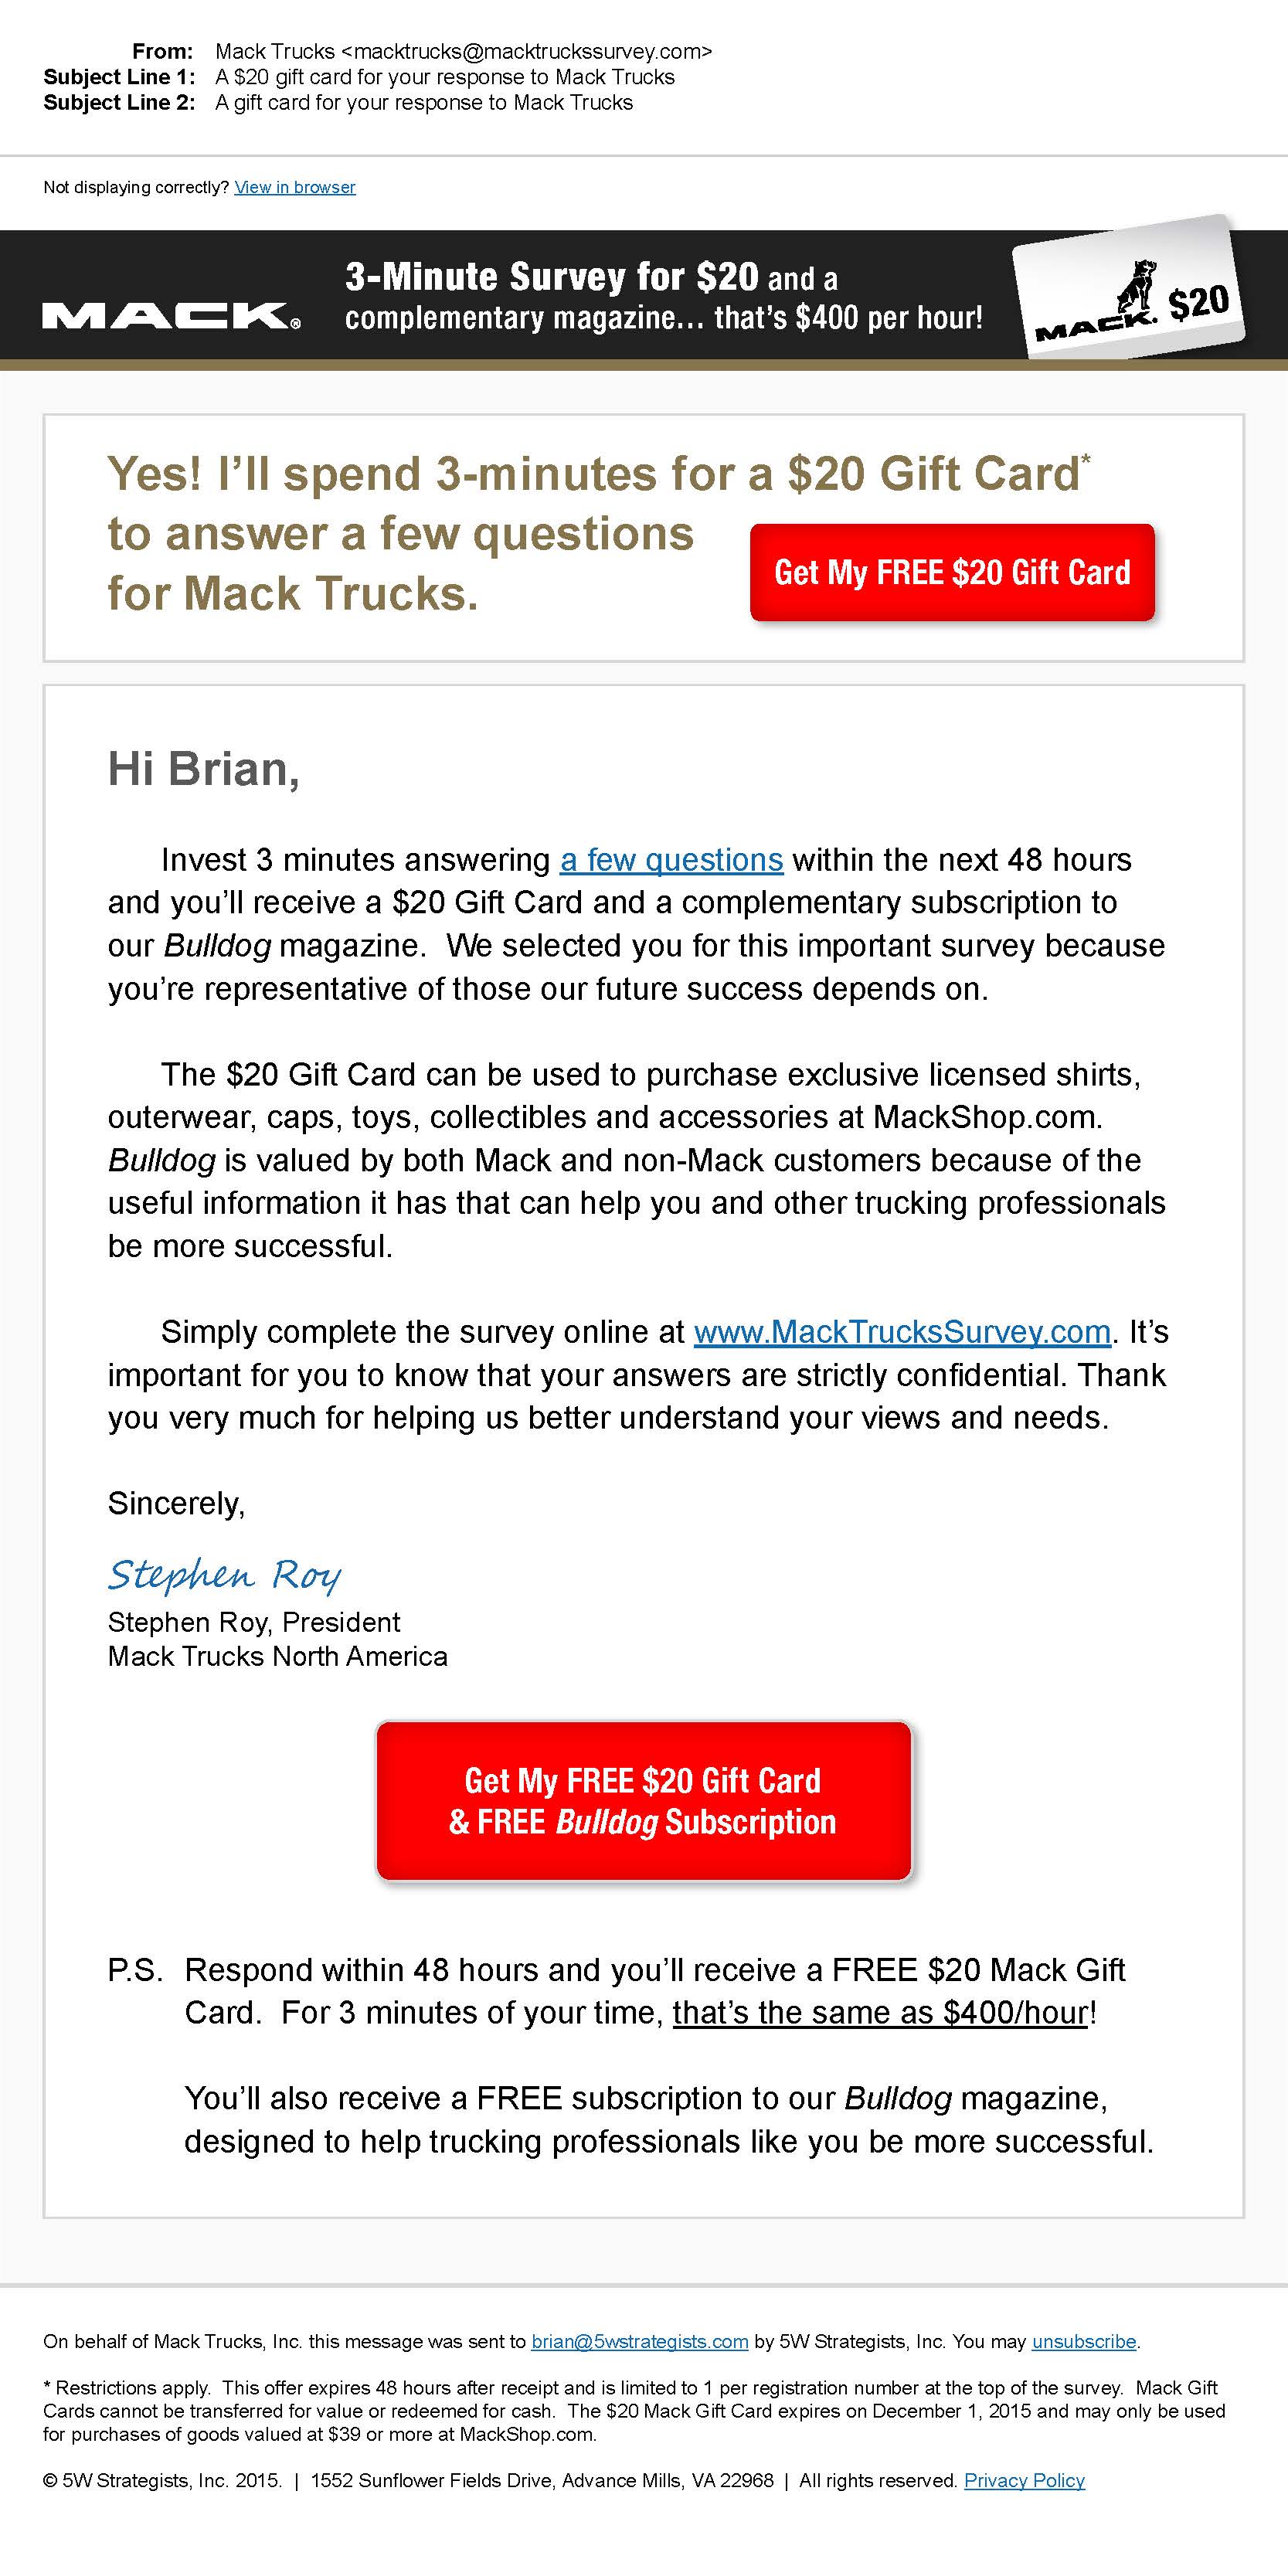 From: Mack Trucks <macktrucks@macktruckssurvey.com>
Subject Line 1: A $20 gift card for your response to Mack Trucks
Subject Line 2: A gift card for your response to Mack Trucks
Not displaying correctly? View in browser
MACK®
3-Minute Survey for $20 and a
complementary magazine... that's $400 per hour!
MACK. $20
Yes! I'll spend 3-minutes for a $20 Gift Card*
to answer a few questions
for Mack Trucks.
Get My FREE $20 Gift Card
Hi Brian,
Invest 3 minutes answering a few questions within the next 48 hours
and you'll receive a $20 Gift Card and a complementary subscription to
our Bulldog magazine.  We selected you for this important survey because
you're representative of those our future success depends on.
The $20 Gift Card can be used to purchase exclusive licensed shirts,
outerwear, caps, toys, collectibles and accessories at MackShop.com.
Bulldog is valued by both Mack and non-Mack customers because of the
useful information it has that can help you and other trucking professionals
be more successful.
Simply complete the survey online at www.MackTrucksSurvey.com. It's
important for you to know that your answers are strictly confidential. Thank
you very much for helping us better understand your views and needs.
Sincerely,
Stephen Roy
Stephen Roy, President
Mack Trucks North America
Get My FREE $20 Gift Card
& FREE Bulldog Subscription
P.S. Respond within 48 hours and you'll receive a FREE $20 Mack Gift
Card.  For 3 minutes of your time, that's the same as $400/hour!
You'll also receive a FREE subscription to our Bulldog magazine,
designed to help trucking professionals like you be more successful.
On behalf of Mack Trucks, Inc. this message was sent to brian@5wstrategists.com by 5W Strategists, Inc. You may unsubscribe.
* Restrictions apply.  This offer expires 48 hours after receipt and is limited to 1 per registration number at the top of the survey.  Mack Gift
Cards cannot be transferred for value or redeemed for cash.  The $20 Mack Gift Card expires on December 1, 2015 and may only be used
for purchases of goods valued at $39 or more at MackShop.com.
© 5W Strategists, Inc. 2015.  |  1552 Sunflower Fields Drive, Advance Mills, VA 22968  |  All rights reserved. Privacy Policy